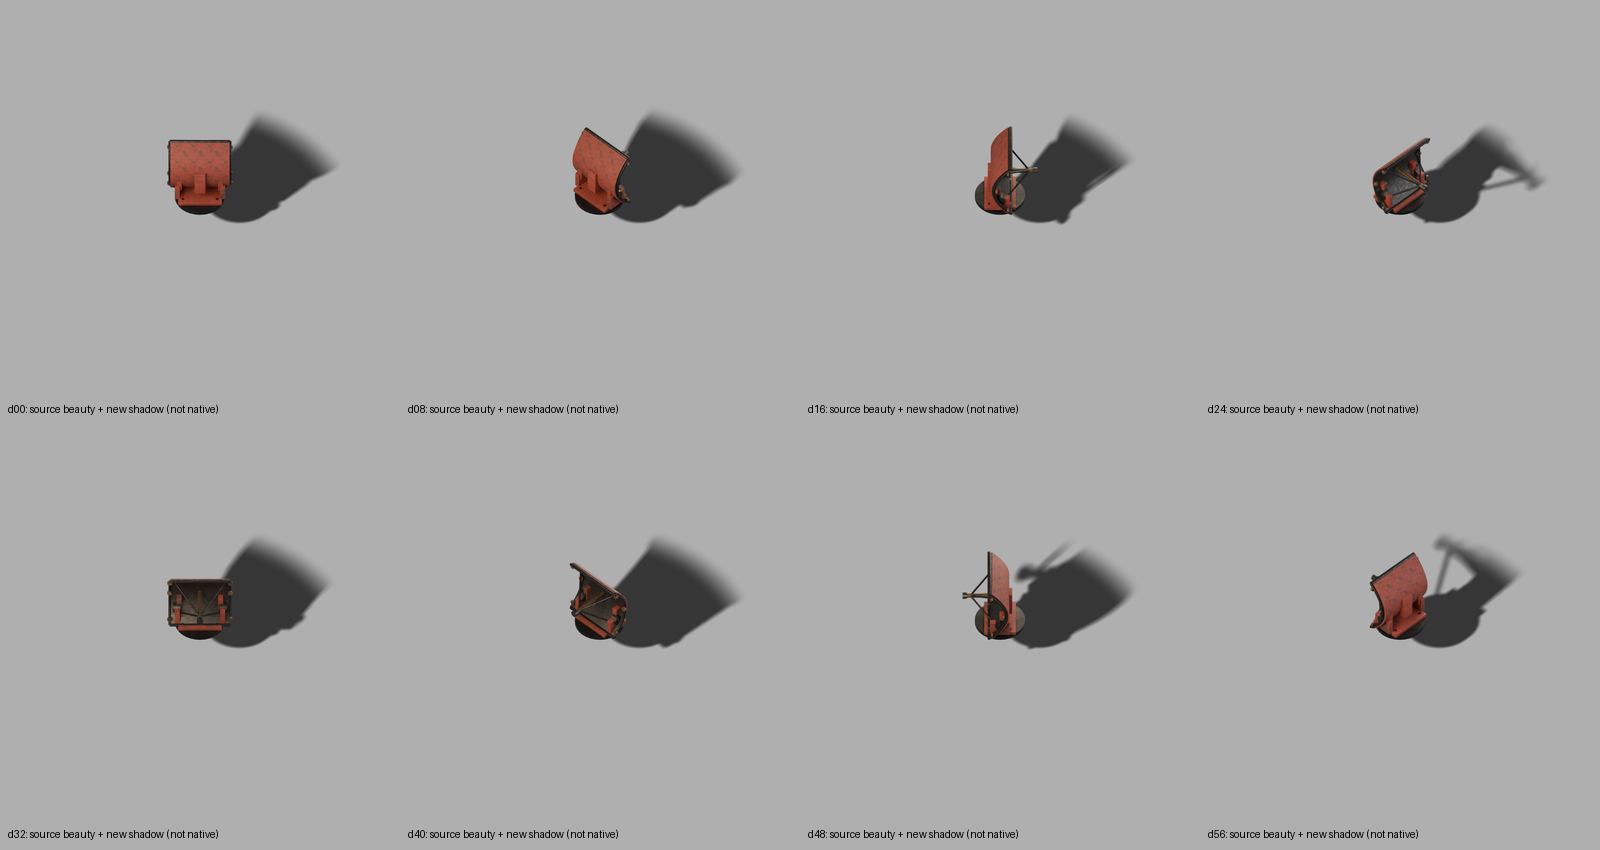 d00: source beauty + new shadow (not native)
d08: source beauty + new shadow (not native)
d16: source beauty + new shadow (not native)
d24: source beauty + new shadow (not native)
d32: source beauty + new shadow (not native)
d40: source beauty + new shadow (not native)
d48: source beauty + new shadow (not native)
d56: source beauty + new shadow (not native)